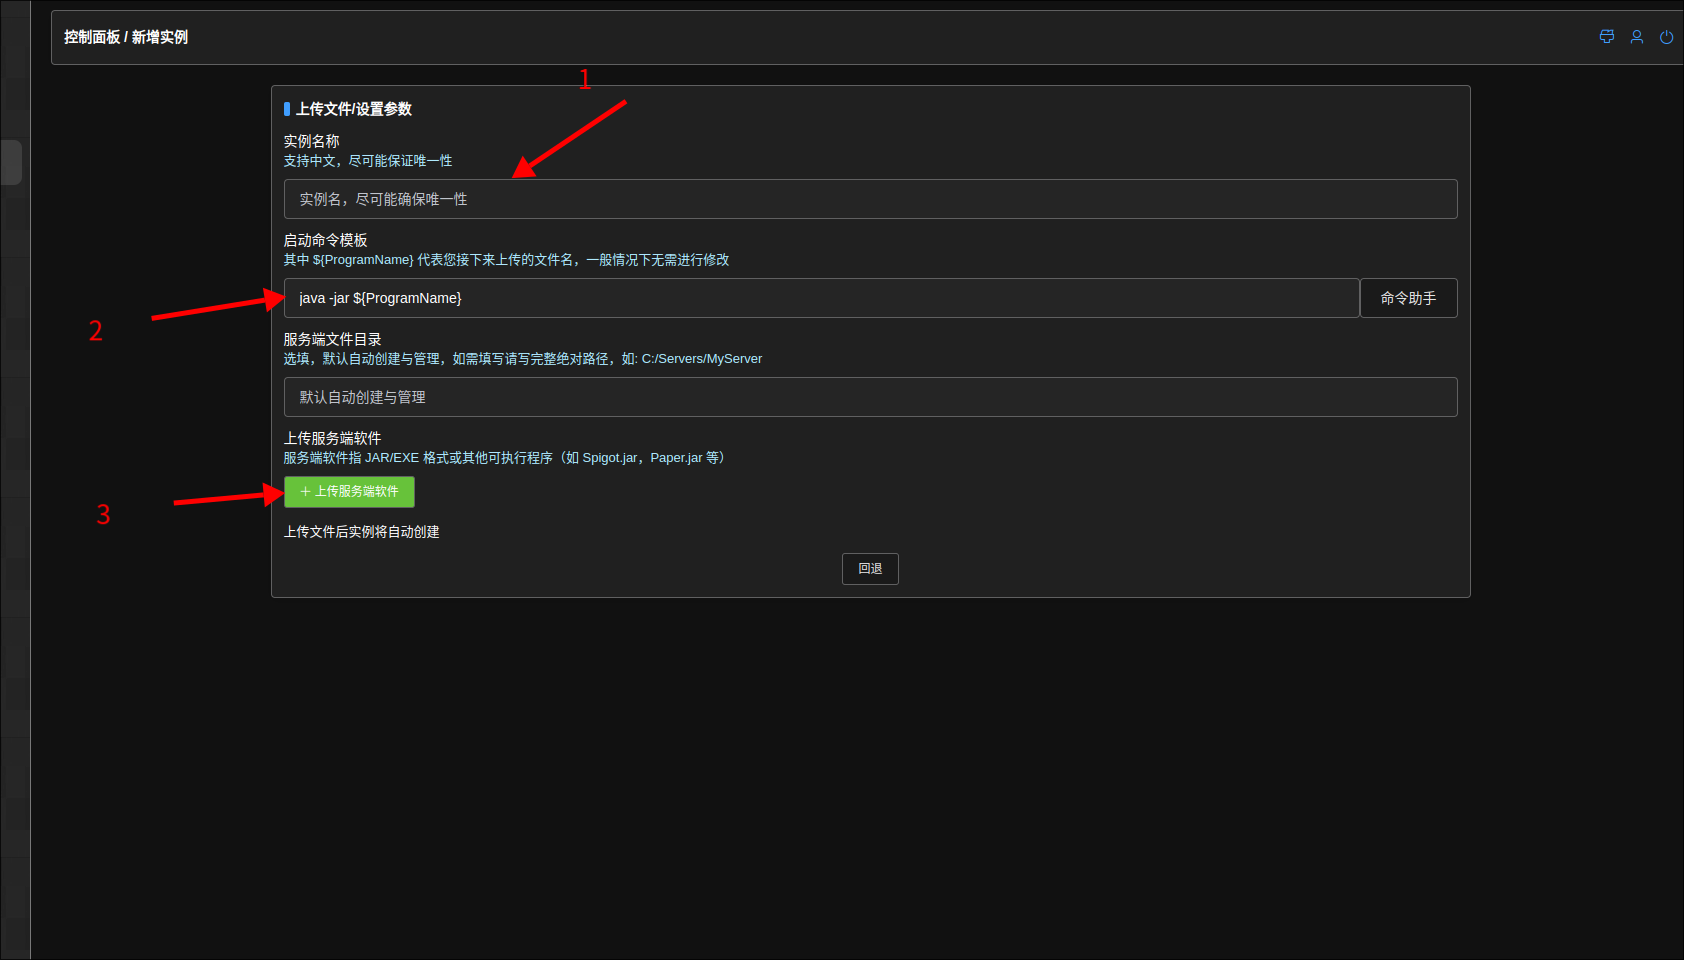 控制面板 / 新增实例
1
上传文件/设置参数
实例名称
支持中文，尽可能保证唯一性
实例名，尽可能确保唯一性
启动命令模板
其中 ${ProgramName} 代表您接下来上传的文件名，一般情况下无需进行修改
java -jar ${ProgramName}
命令助手
2
服务端文件目录
选填，默认自动创建与管理，如需填写请写完整绝对路径，如: C:/Servers/MyServer
默认自动创建与管理
上传服务端软件
服务端软件指 JAR/EXE 格式或其他可执行程序（如 Spigot.jar，Paper.jar 等）
+ 上传服务端软件
3
上传文件后实例将自动创建
回退